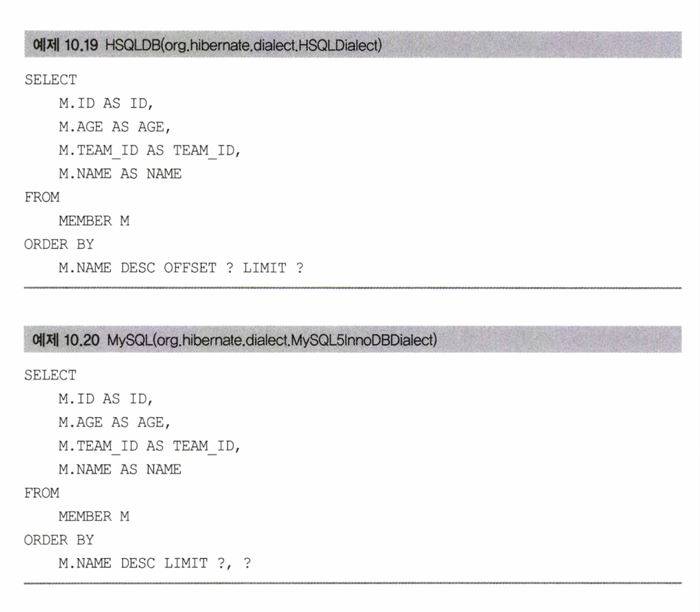 예제 10.19 HSQLDB(org.hibernate.dialect.HSQLDialect)
SELECT
M.ID AS ID,
M.AGE AS AGE,
M.TEAM_ID AS TEAM_ID,
M.NAME AS NAME
FROM
MEMBER M
ORDER BY
M.NAME DESC OFFSET ? LIMIT ?
예제 10.20 MySQL(org.hibernate.dialect.MySQL5InnoDBDialect)
SELECT
M.ID AS ID,
M.AGE AS AGE,
M.TEAM_ID AS TEAM_ID,
M.NAME AS NAME
FROM
MEMBER M
ORDER BY
M.NAME DESC LIMIT ?, ?